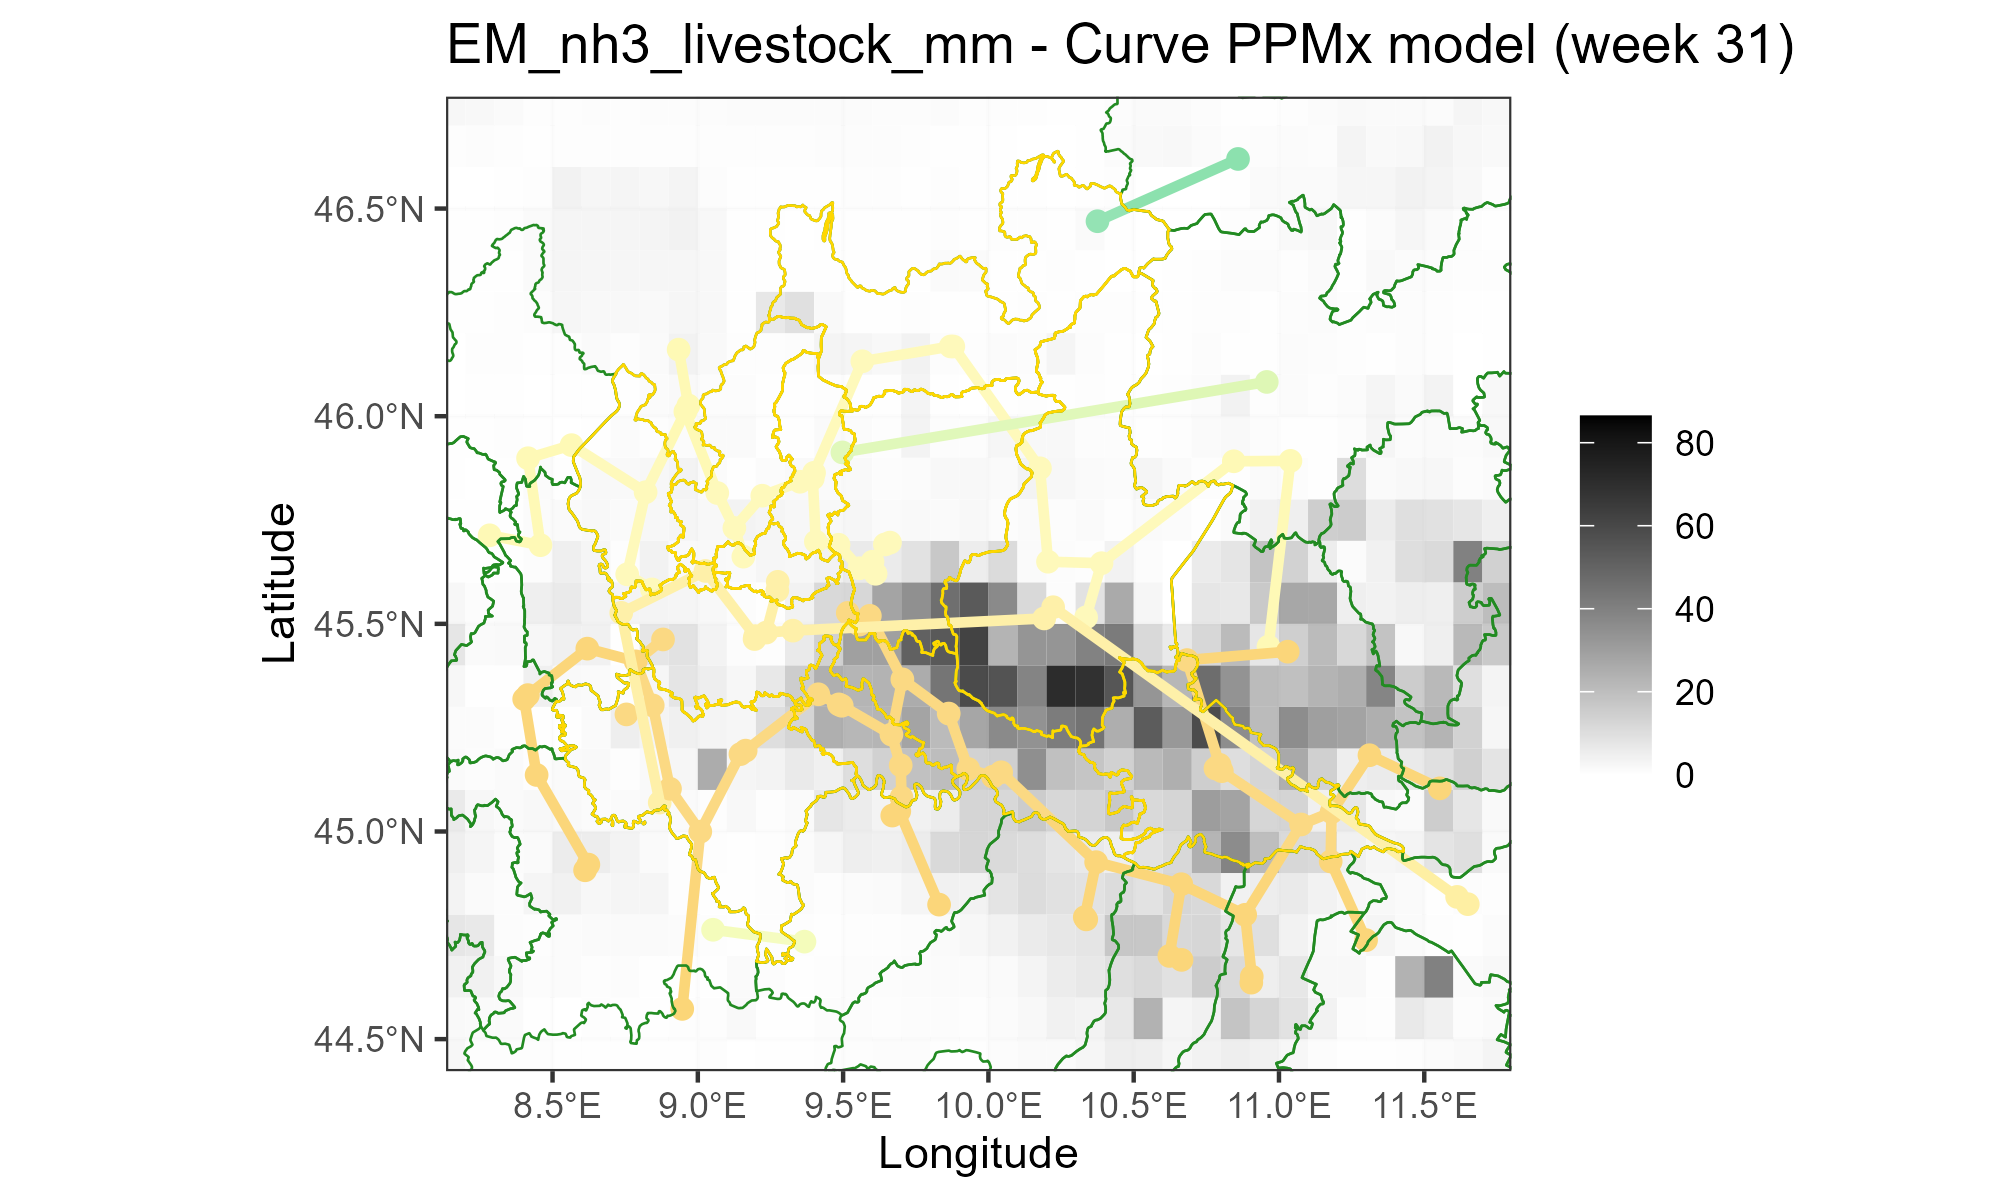 EM_nh3_livestock_mm - Curve PPMx model (week 31)
46.5°N
46.0°N
45.5°N
45.0°N
44.5°N
Latitude
8.5°E
9.0°E
9.5°E
10.0°E
10.5°E
11.0°E
11.5°E
Longitude
80
60
40
20
0